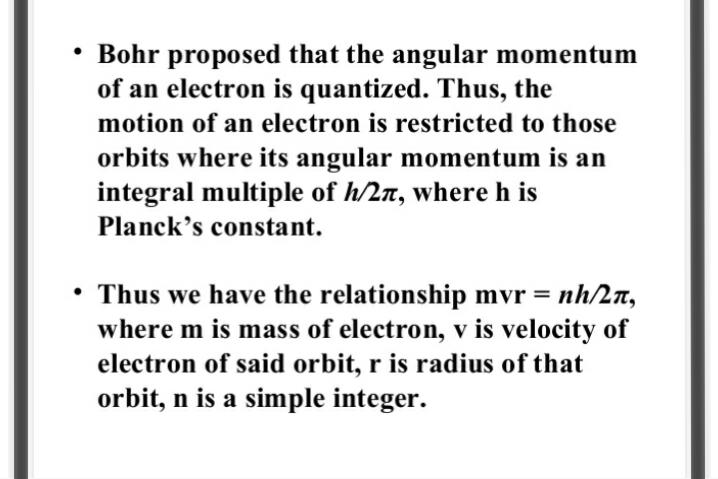 • Bohr proposed that the angular momentum
of an electron is quantized. Thus, the
motion of an electron is restricted to those
orbits where its angular momentum is an
integral multiple of h/2π, where h is
Planck’s constant.
• Thus we have the relationship mvr = nh/2π,
where m is mass of electron, v is velocity of
electron of said orbit, r is radius of that
orbit, n is a simple integer.